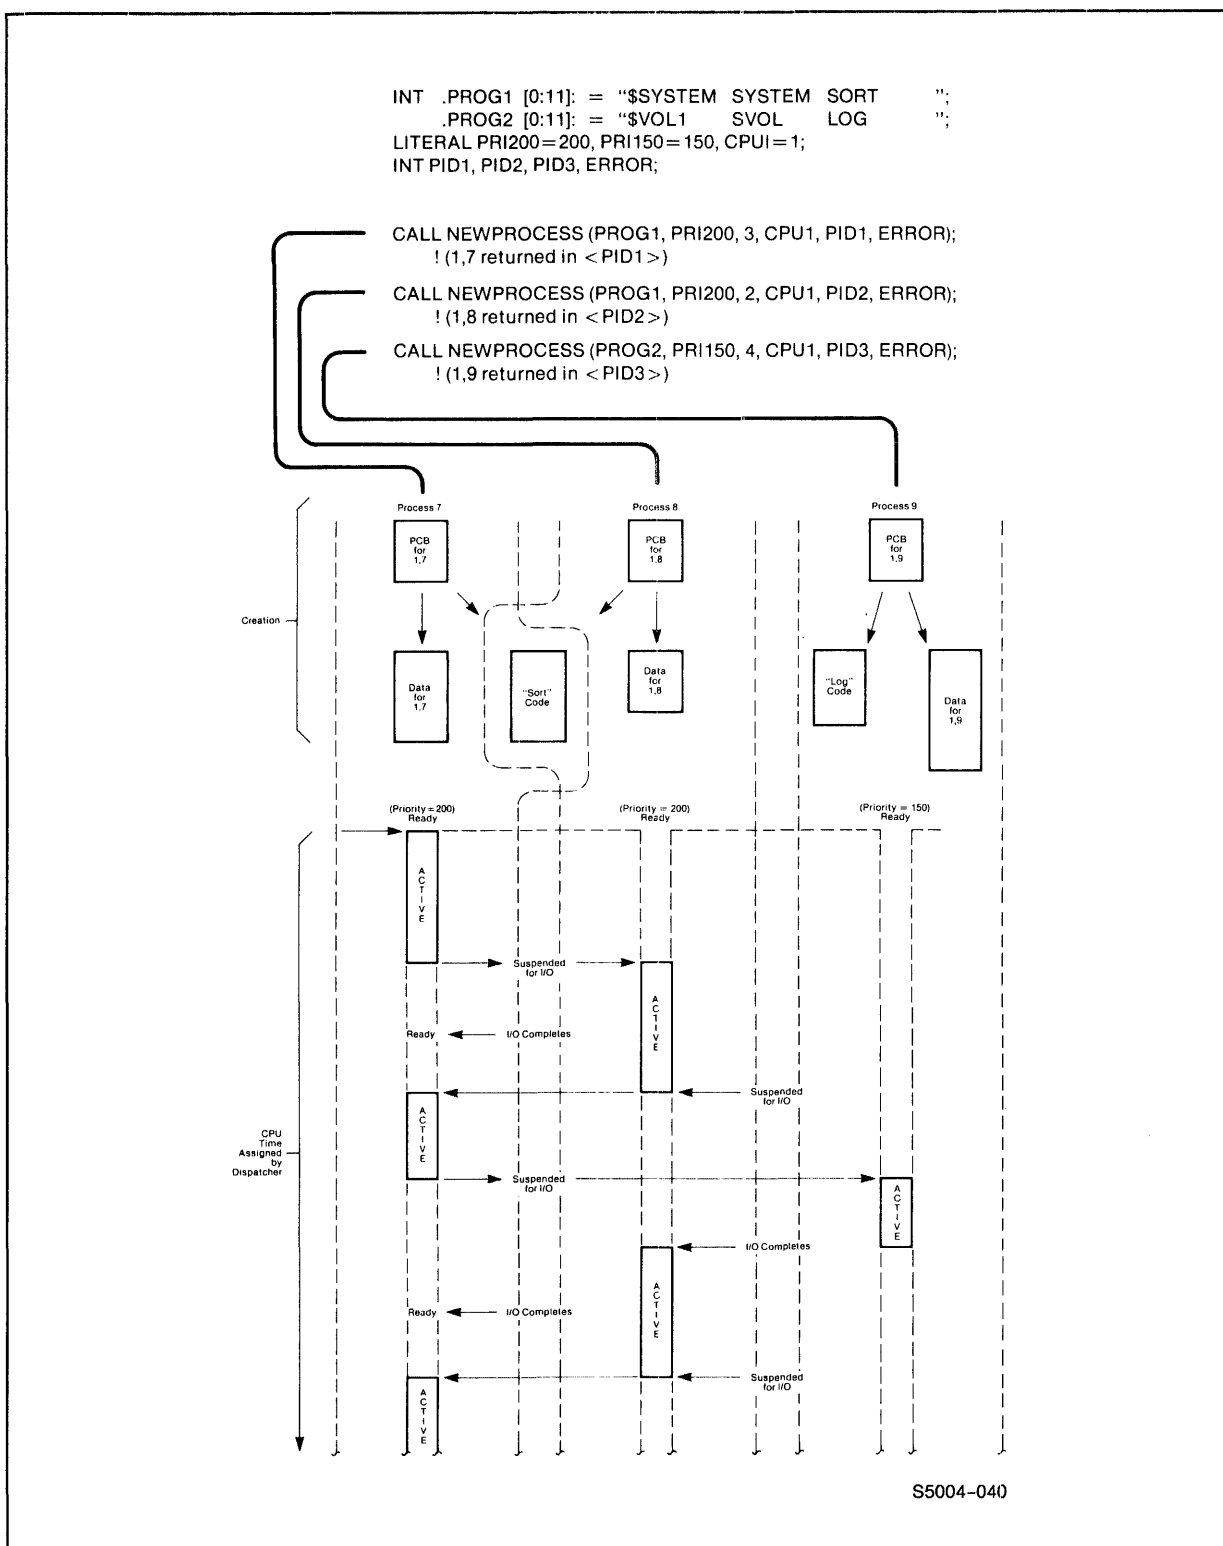 INT .PROG1 [0:11]: = "$SYSTEM SYSTEM SORT ";
.PROG2 [0:11]: = "$VOL1 SVOL LOG ";
LITERAL PRI200=200, PRI150=150, CPUI=1;
INT PID1, PID2, PID3, ERROR;
CALL NEWPROCESS (PROG1, PRI200, 3, CPU1, PID1, ERROR);
! (1,7 returned in <PID1>)
CALL NEWPROCESS (PROG1, PRI200, 2, CPU1, PID2, ERROR);
! (1,8 returned in <PID2>)
CALL NEWPROCESS (PROG2, PRI150, 4, CPU1, PID3, ERROR);
! (1,9 returned in <PID3>)
Process 7
Process 8
Process 9
PCB
for
1,7
PCB
for
1,8
PCB
for
1,9
Creation
Data
for
1,7
"Sort"
Code
Data
for
1,8
"Log"
Code
Data
for
1,9
(Priority=200)
Ready
(Priority = 200)
Ready
(Priority = 150)
Ready
ACTIVE
Suspended
for I/O
ACTIVE
Ready
I/O Completes
Suspended
for I/O
ACTIVE
CPU
Time
Assigned
by
Dispatcher
Suspended
for I/O
ACTIVE
I/O Completes
ACTIVE
Ready
I/O Completes
Suspended
for I/O
ACTIVE
S5004-040